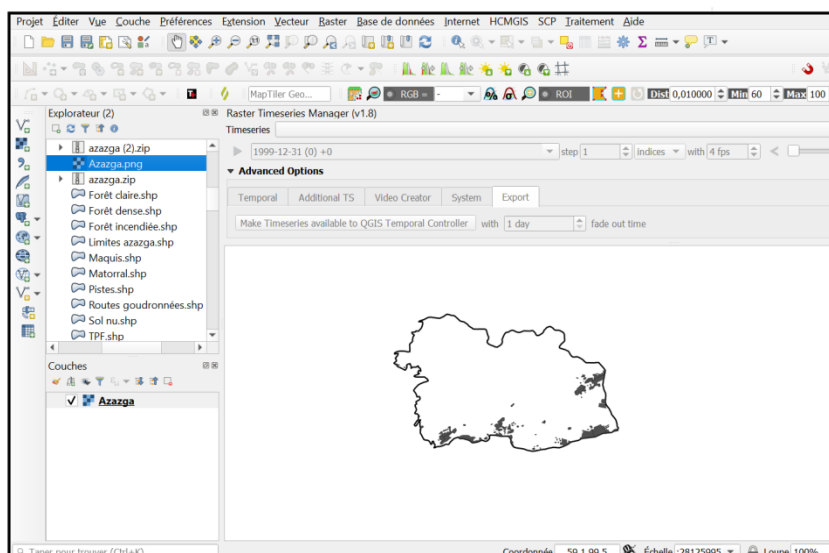 Projet Éditer Vue Couche Préférences Extension Vecteur Raster Base de données Internet HCMGIS SCP Traitement Aide
MapTiler Geo... RGB = - ROI Dist 0,010000 Min 60 Max 100
Explorateur (2)
azazga (2).zip
Azazga.png
azazga.zip
Forêt claire.shp
Forêt dense.shp
Forêt incendiée.shp
Limites azazga.shp
Maquis.shp
Matorral.shp
Pistes.shp
Routes goudronnées.shp
Sol nu.shp
TPF.shp
Couches
Azazga
Raster Timeseries Manager (v1.8)
Timeseries
1999-12-31 (0) +0 step 1 indices with 4 fps <
Advanced Options
Temporal Additional TS Video Creator System Export
Make Timeseries available to QGIS Temporal Controller with 1 day fade out time
Taper pour trouver (Ctrl+K) Coordonnée 59.1,99.5 Échelle :28125995 Loupe 100%